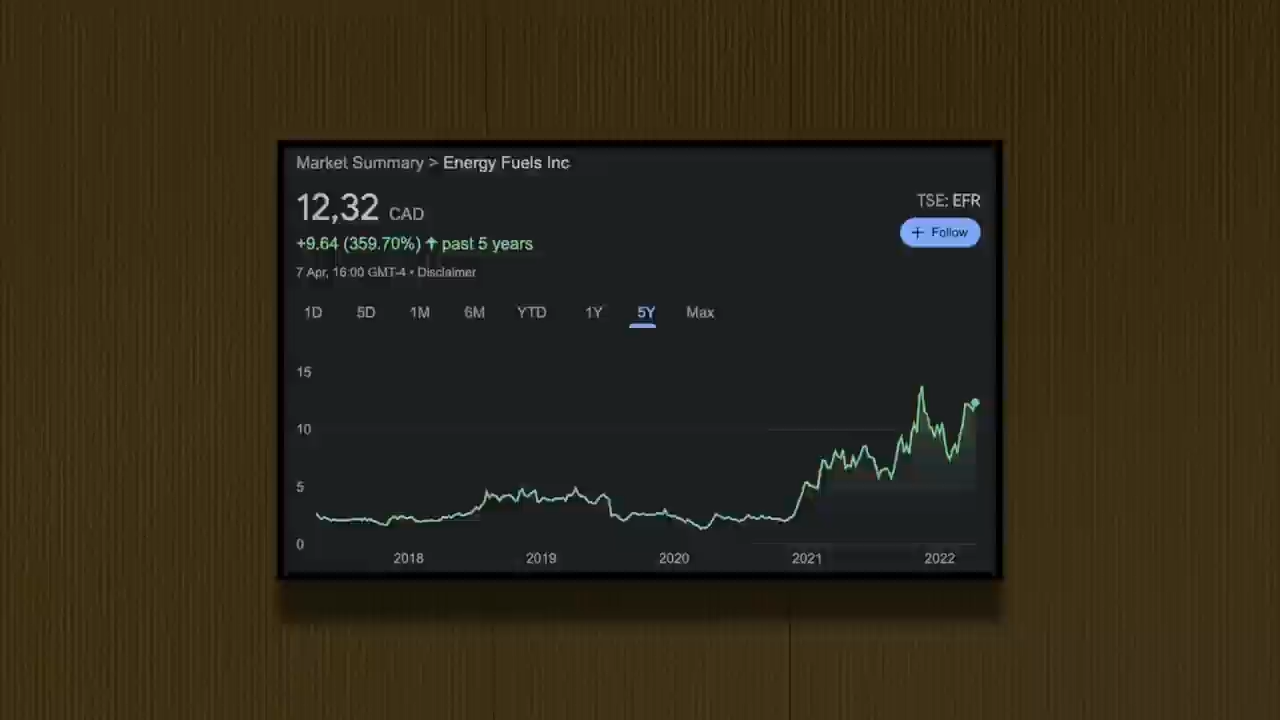 Market Summary > Energy Fuels Inc
12,32 CAD
TSE: EFR
+9.64 (359.70%) ↑ past 5 years
+ Follow
7 Apr, 16:00 GMT-4 • Disclaimer
1D 5D 1M 6M YTD 1Y 5Y Max
15
10
5
0
2018 2019 2020 2021 2022